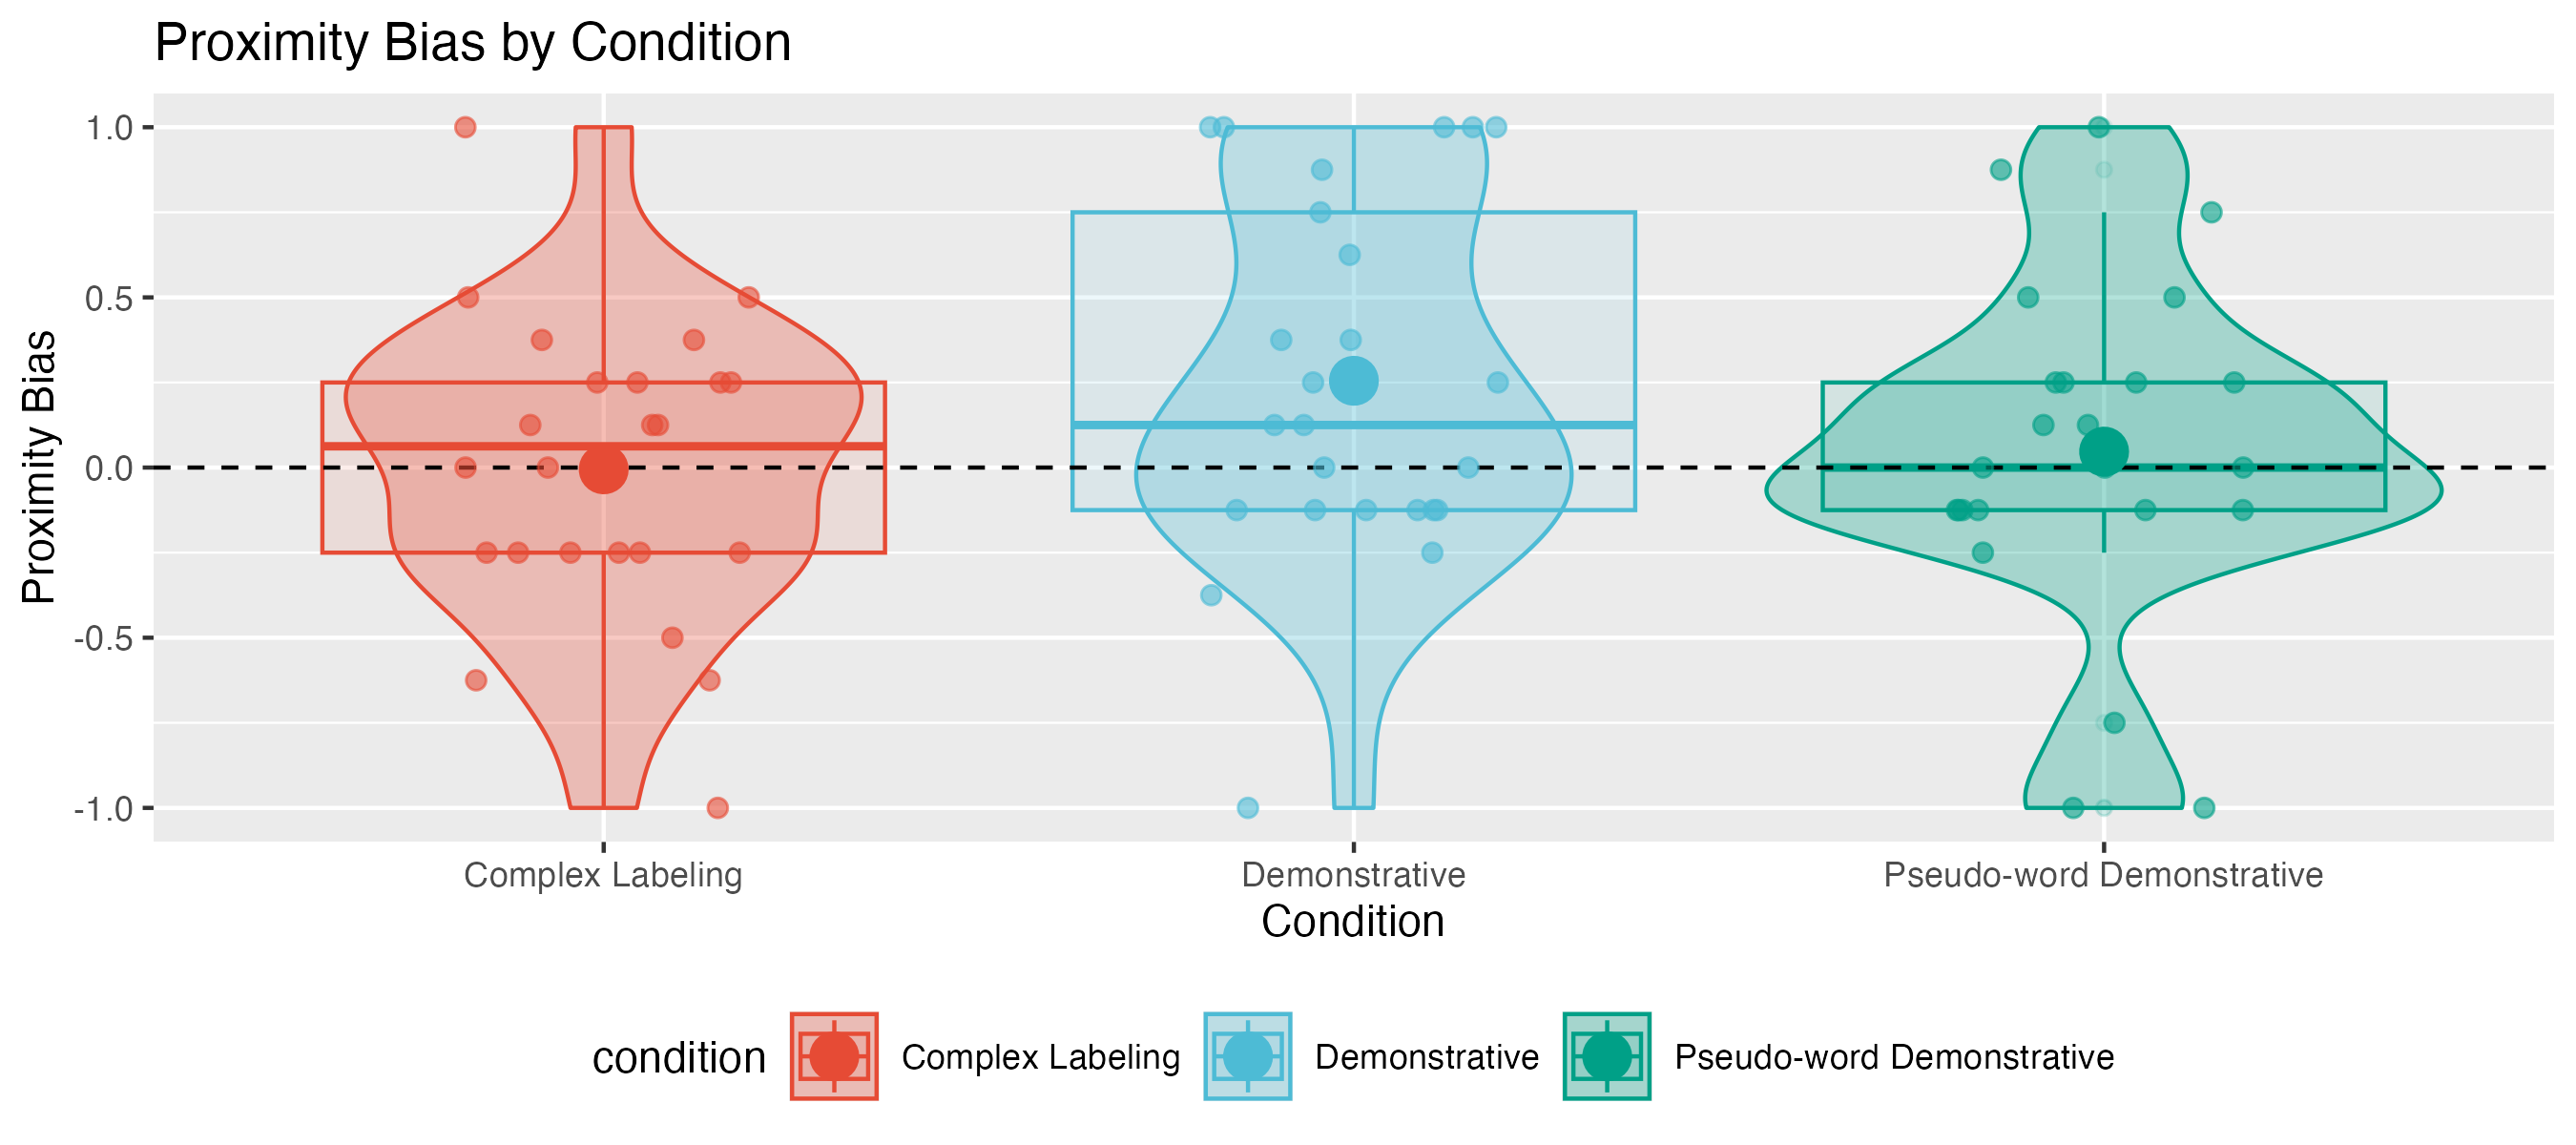 Proximity Bias by Condition
Proximity Bias
1.0
0.5
0.0
-0.5
-1.0
Complex Labeling Demonstrative Pseudo-word Demonstrative
Condition
condition Complex Labeling Demonstrative Pseudo-word Demonstrative